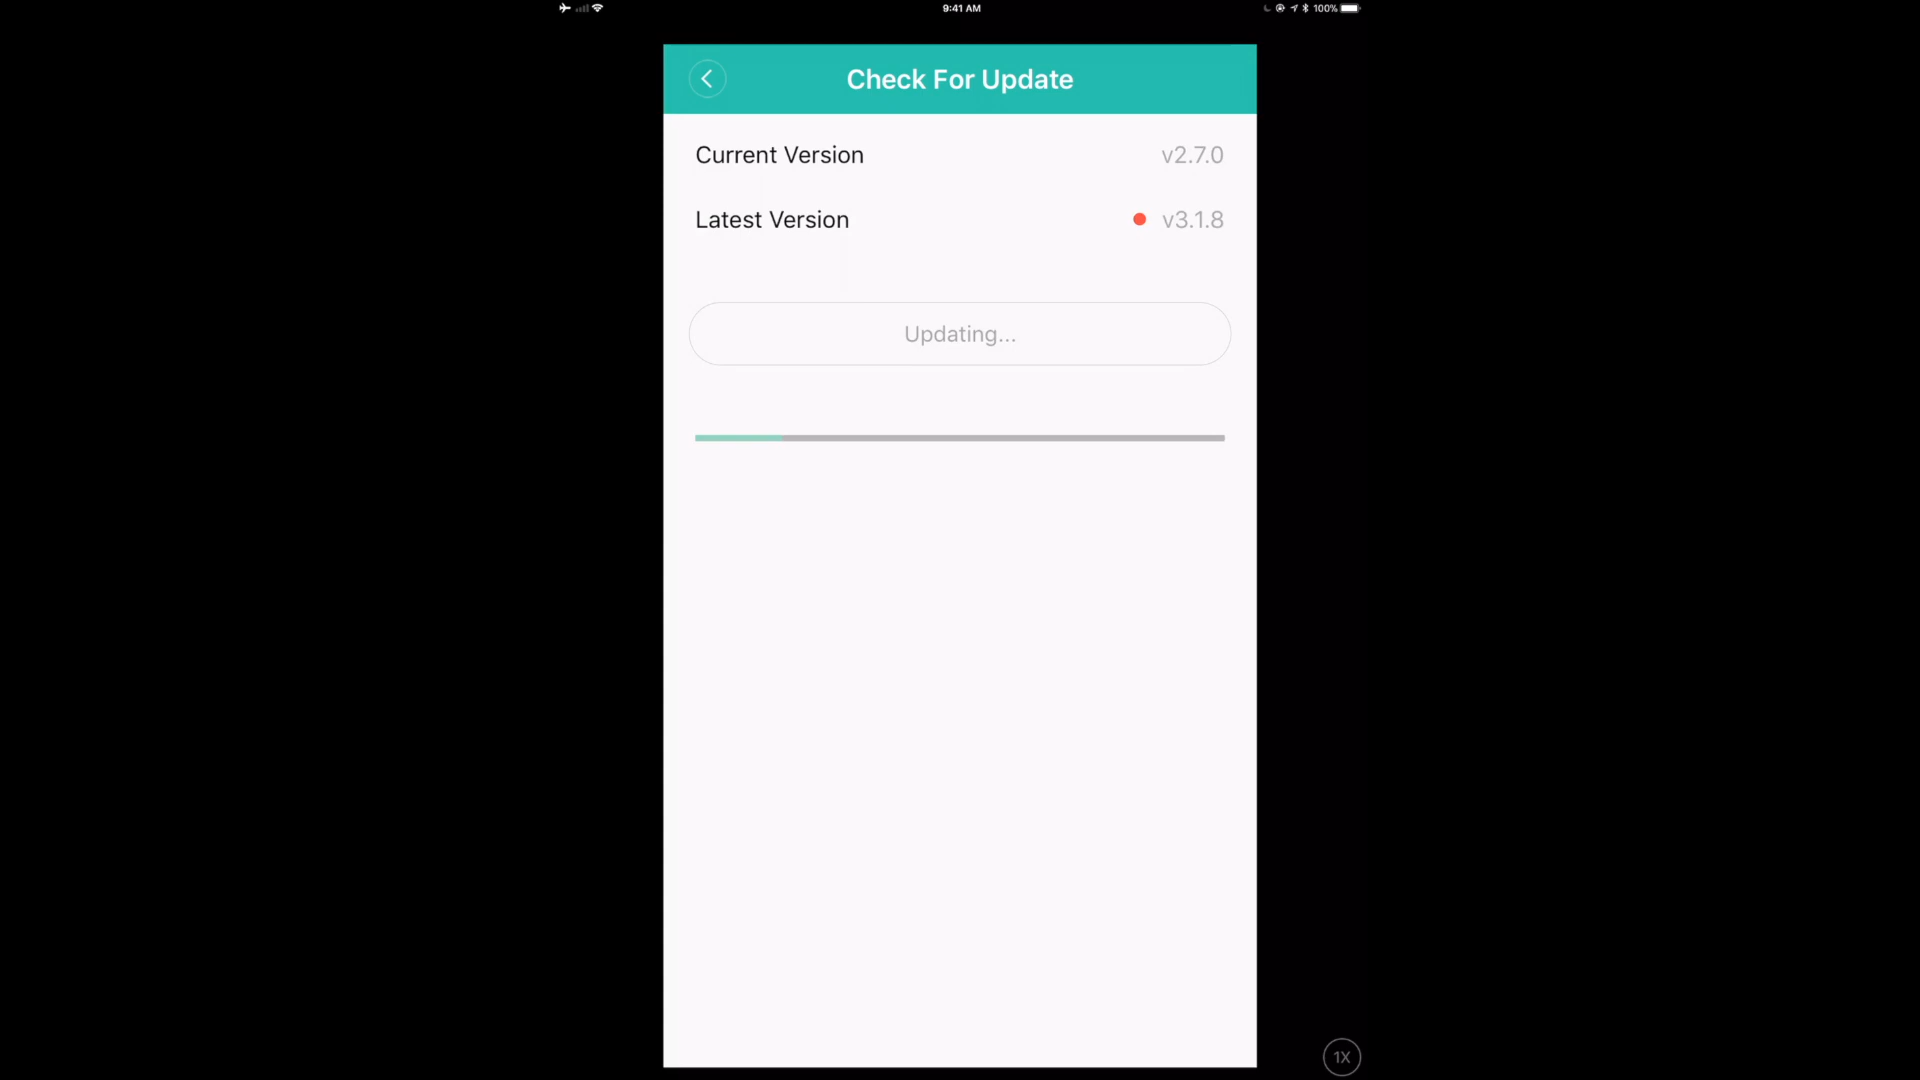 9:41 AM
100%
Check For Update
Current Version v2.7.0
Latest Version v3.1.8
Updating...
1X